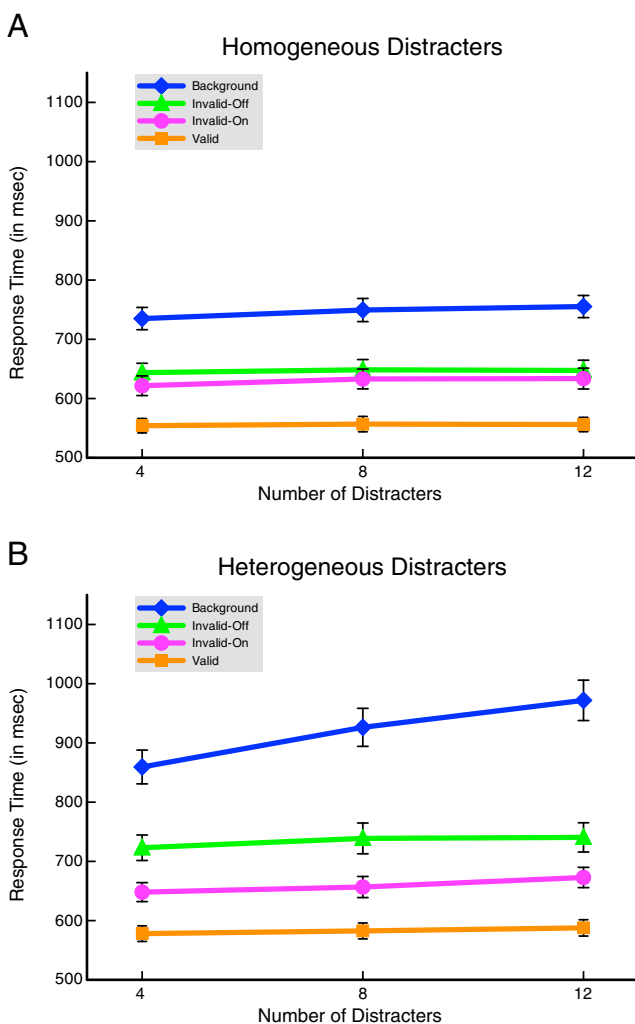 A
Homogeneous Distracters
Background
Invalid-Off
Invalid-On
Valid
1100
1000
900
800
700
600
500
Response Time (in msec)
4 8 12
Number of Distracters
B
Heterogeneous Distracters
Background
Invalid-Off
Invalid-On
Valid
1100
1000
900
800
700
600
500
Response Time (in msec)
4 8 12
Number of Distracters